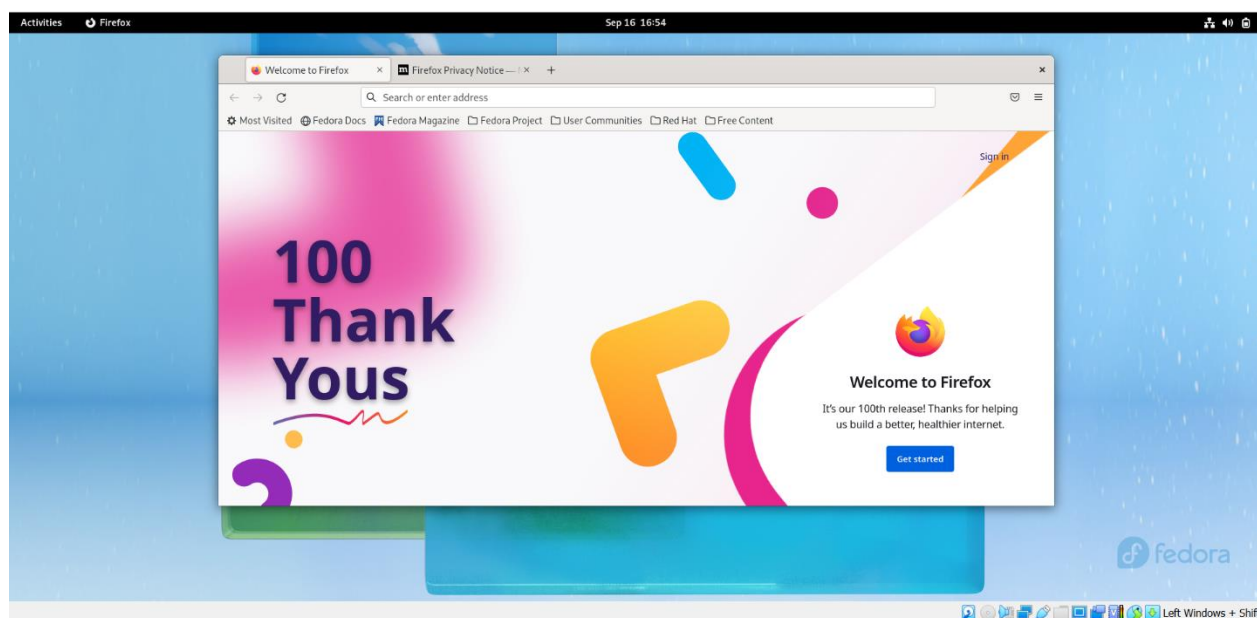 Activities Firefox Sep 16 16:54
Welcome to Firefox × m Firefox Privacy Notice — × +
×
Search or enter address
Most Visited Fedora Docs Fedora Magazine Fedora Project User Communities Red Hat Free Content
Sign in
100
Thank
Yous
Welcome to Firefox
It's our 100th release! Thanks for helping
us build a better, healthier internet.
Get started
fedora
Left Windows + Shif